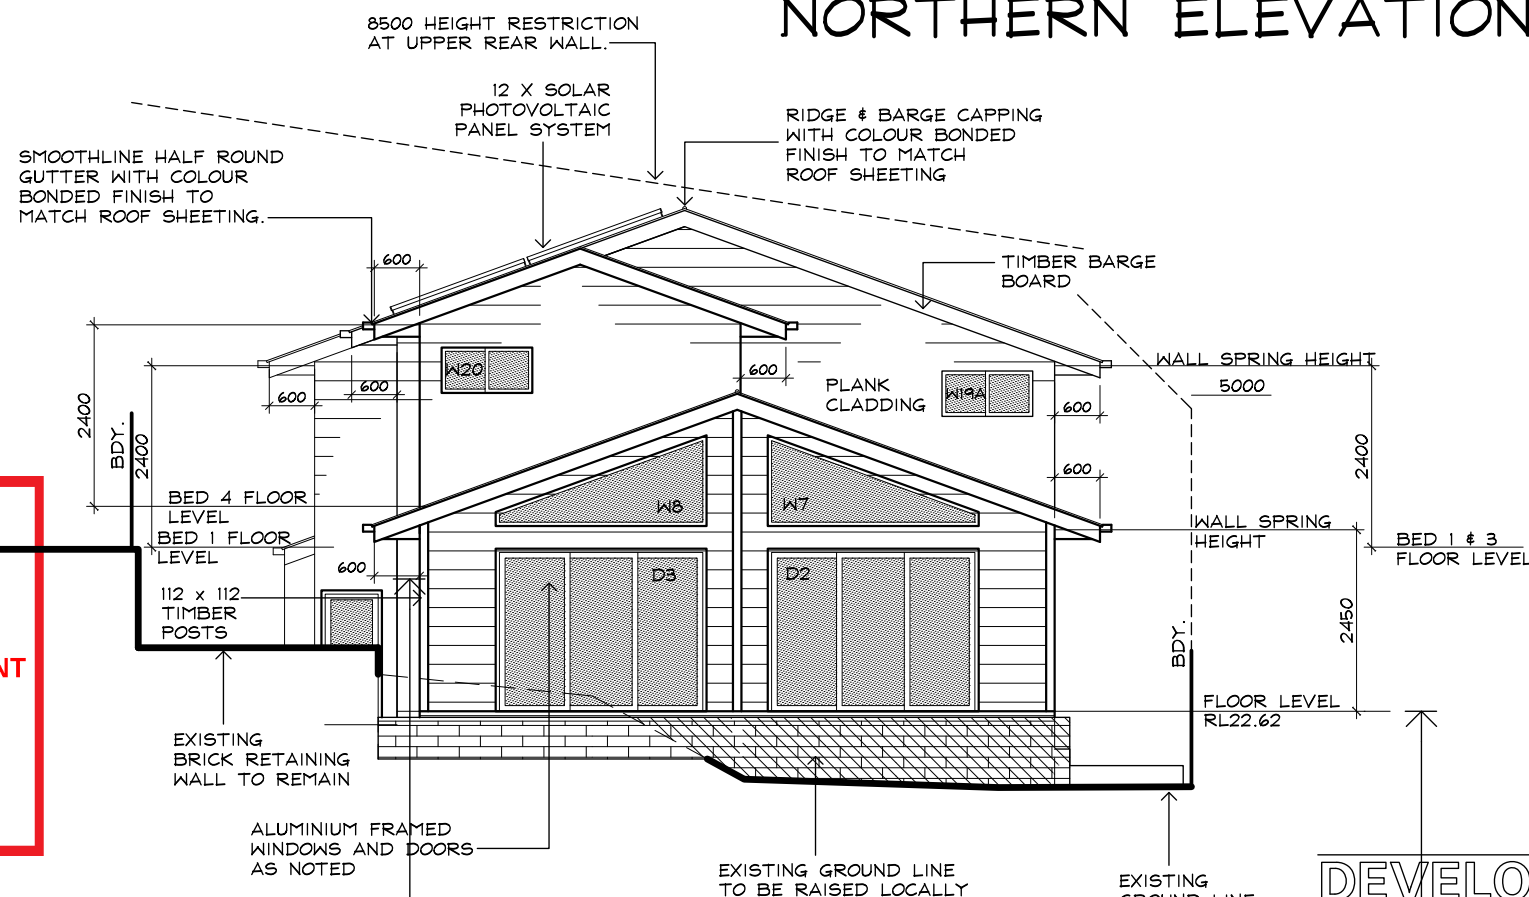 NORTHERN ELEVATION
8500 HEIGHT RESTRICTION
AT UPPER REAR WALL.
12 X SOLAR
PHOTOVOLTAIC
PANEL SYSTEM
RIDGE & BARGE CAPPING
WITH COLOUR BONDED
FINISH TO MATCH
ROOF SHEETING
SMOOTHLINE HALF ROUND
GUTTER WITH COLOUR
BONDED FINISH TO
MATCH ROOF SHEETING.
600
TIMBER BARGE
BOARD
W20
600
600
600
PLANK
CLADDING
W19A
600
WALL SPRING HEIGHT
5000
2400
BDY.
2400
2400
600
BED 4 FLOOR
LEVEL
BED 1 FLOOR
LEVEL
W8
W7
WALL SPRING
HEIGHT
BED 1 & 3
FLOOR LEVEL
600
D3
D2
112 x 112
TIMBER
POSTS
2450
BDY.
NT
FLOOR LEVEL
RL22.62
EXISTING
BRICK RETAINING
WALL TO REMAIN
ALUMINIUM FRAMED
WINDOWS AND DOORS
AS NOTED
EXISTING GROUND LINE
TO BE RAISED LOCALLY
EXISTING
GROUND LINE
DEVELO